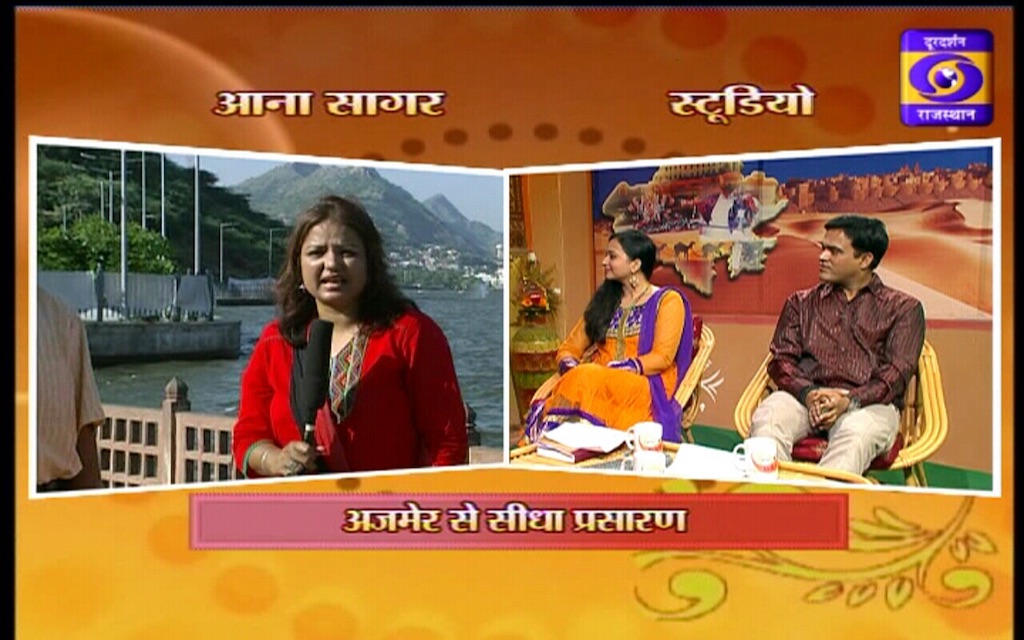 आना सागर
स्टूडियो
दूरदर्शन
राजस्थान
अजमेर से सीधा प्रसारण